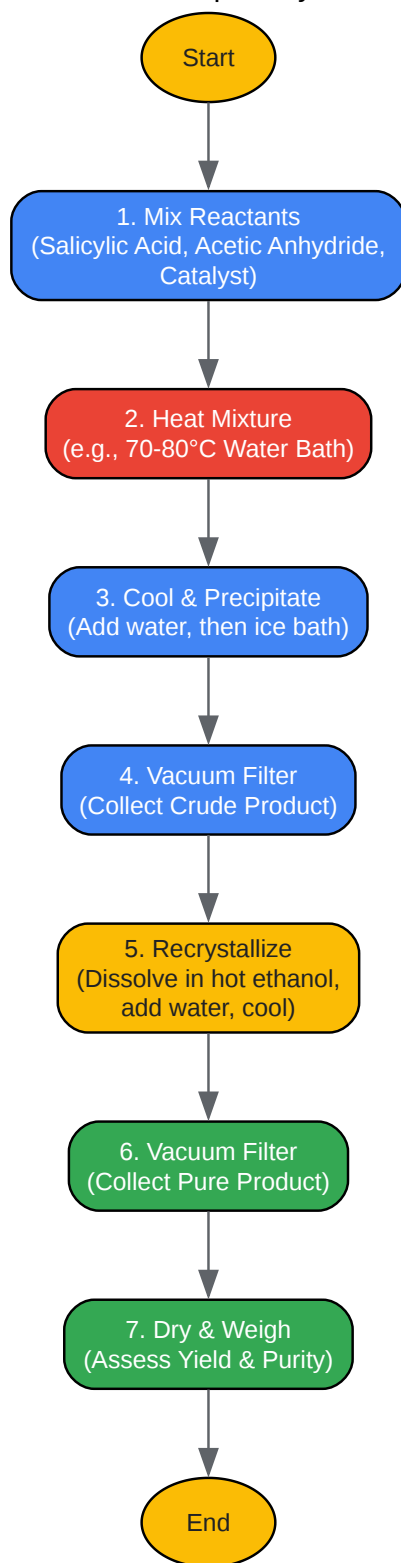 Start
1. Mix Reactants
(Salicylic Acid, Acetic Anhydride,
Catalyst)
2. Heat Mixture
(e.g., 70-80°C Water Bath)
3. Cool & Precipitate
(Add water, then ice bath)
4. Vacuum Filter
(Collect Crude Product)
5. Recrystallize
(Dissolve in hot ethanol,
add water, cool)
6. Vacuum Filter
(Collect Pure Product)
7. Dry & Weigh
(Assess Yield & Purity)
End